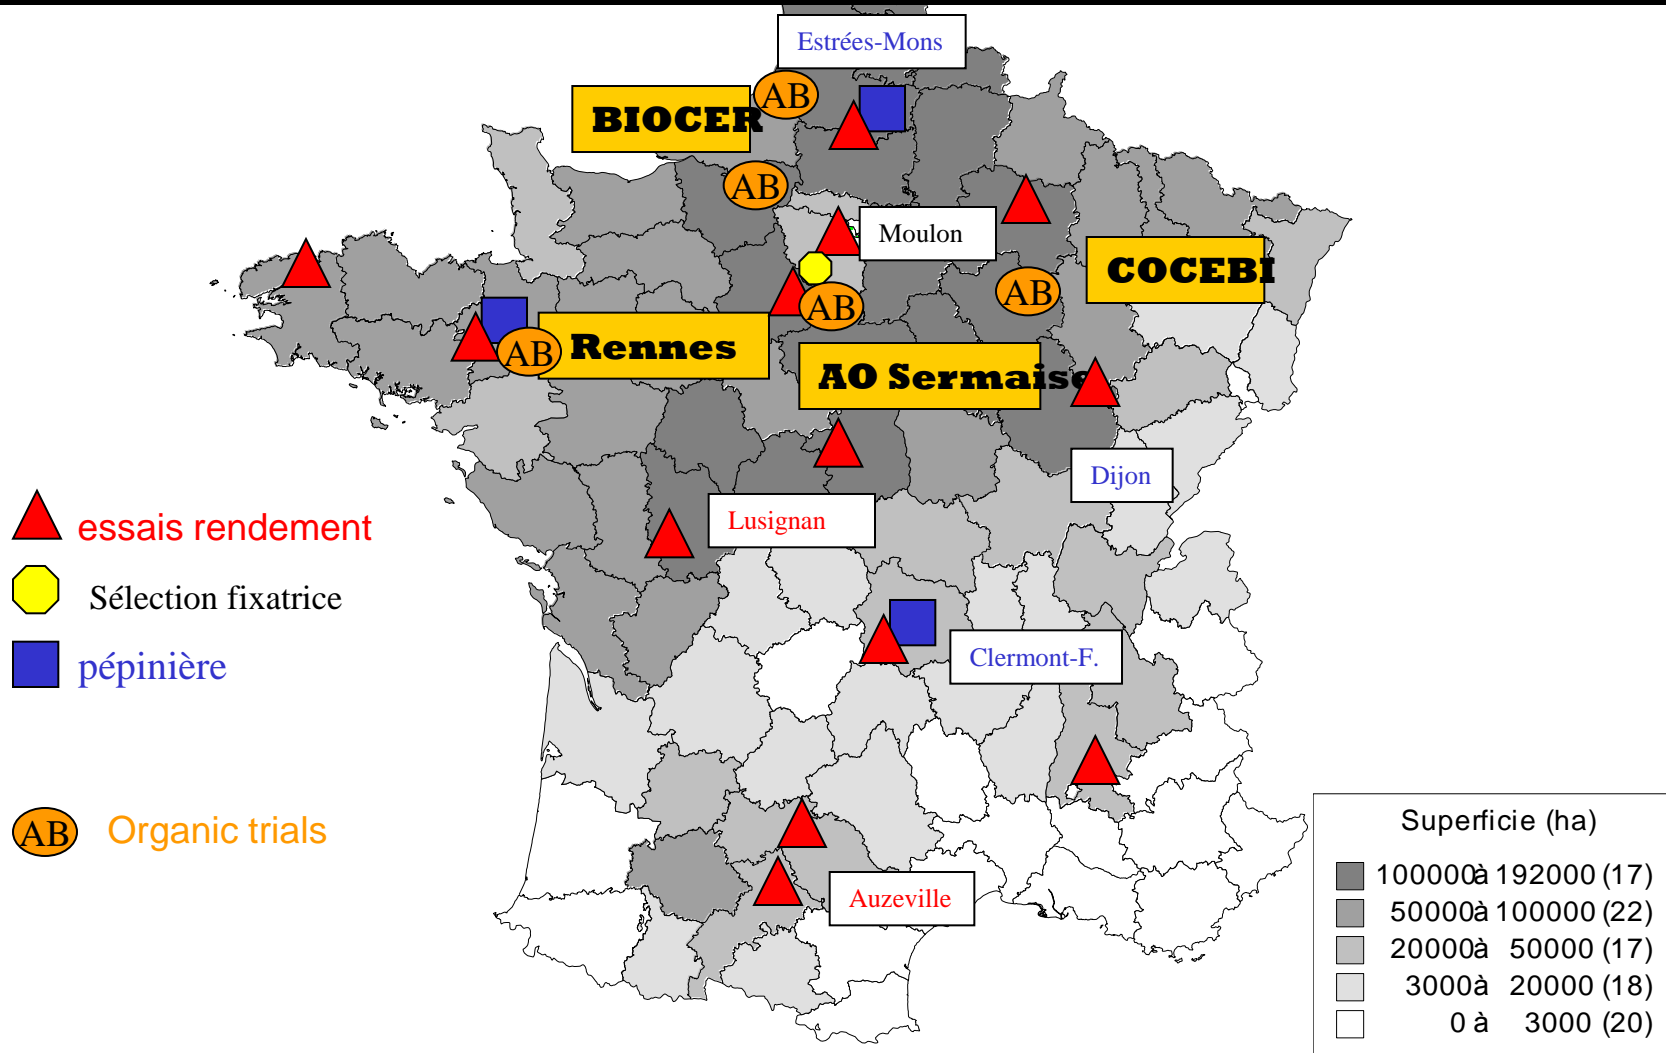 Estrées-Mons
AB
BIOCER
AB
Moulon
COCEBI
AB
AB
Rennes
AB
AO Sermaise
Dijon
Lusignan
essais rendement
Sélection fixatrice
Clermont-F.
pépinière
AB Organic trials
Auzeville
Superficie (ha)
100000à 192000 (17)
50000à 100000 (22)
20000à 50000 (17)
3000à 20000 (18)
0 à 3000 (20)